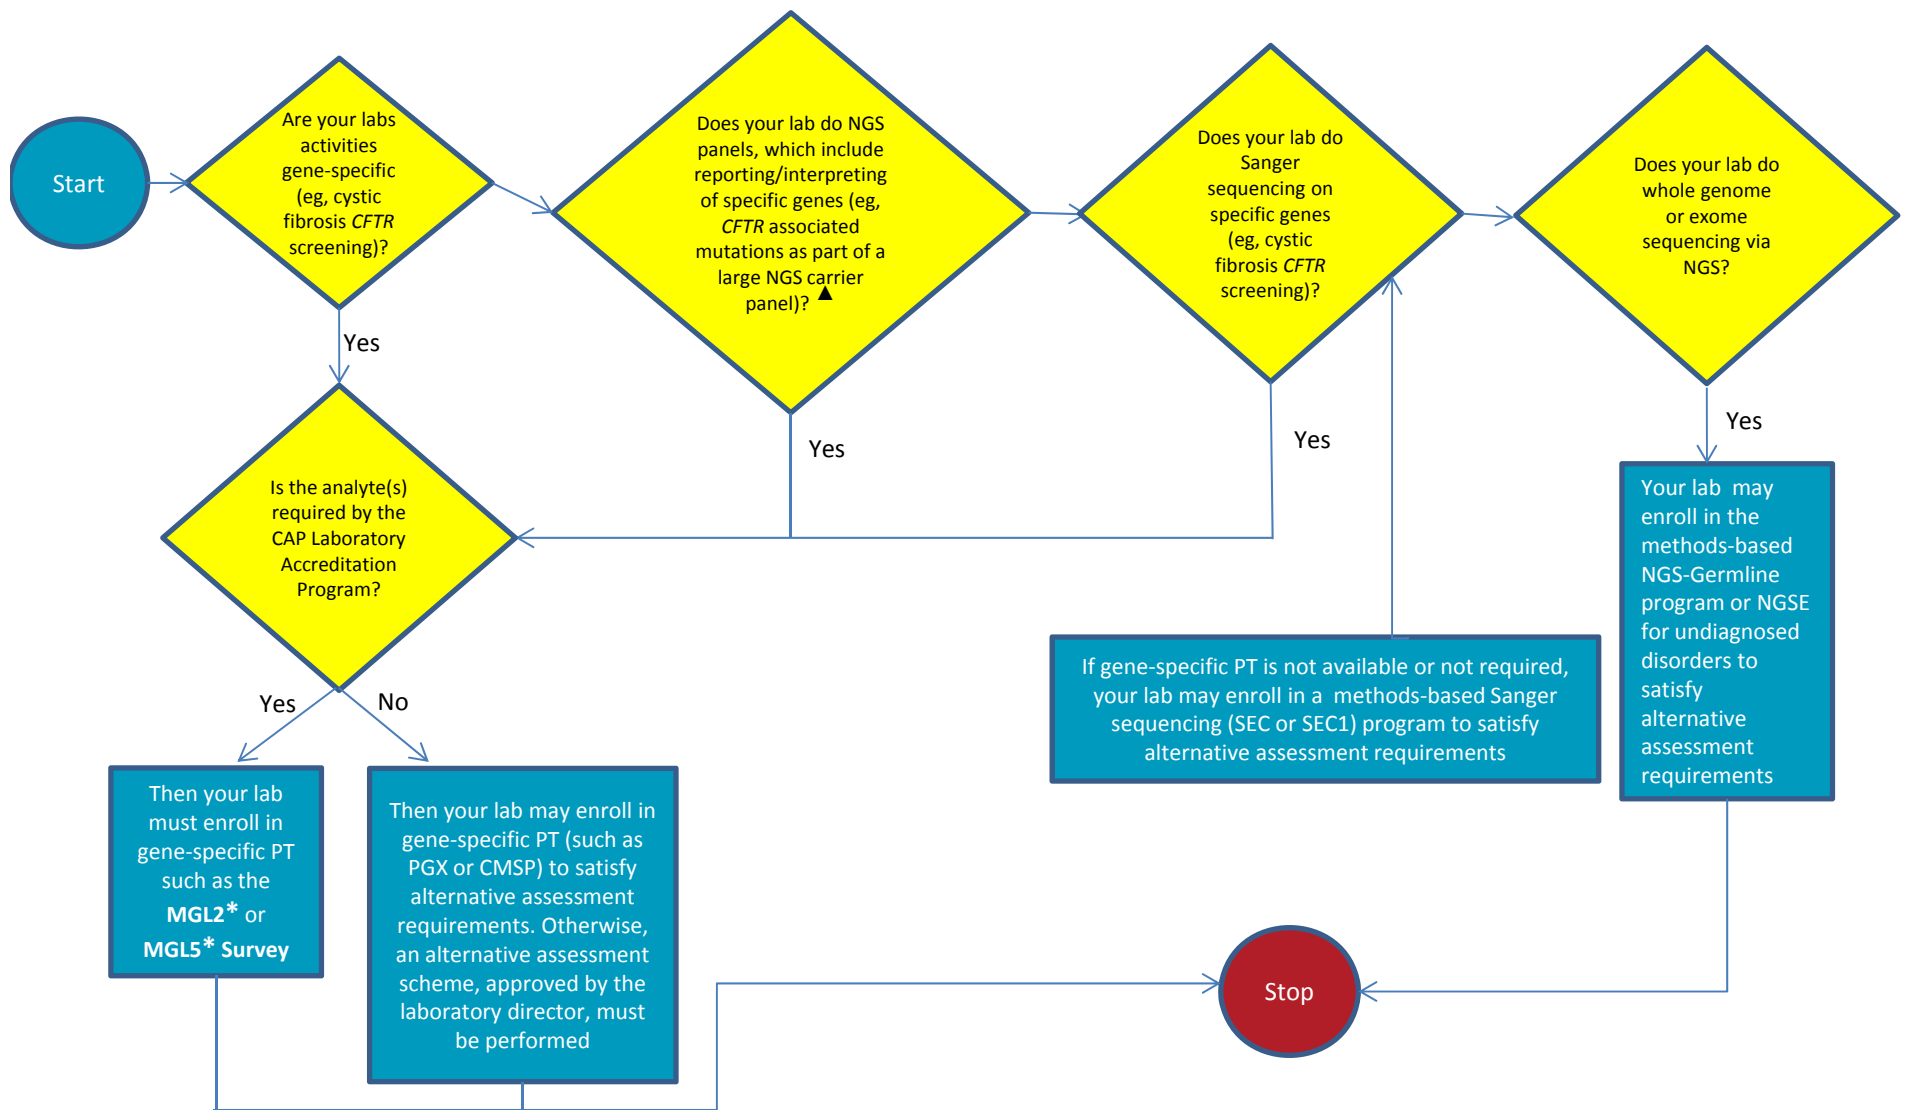 Start
Are your labs
activities
gene-specific
(eg, cystic
fibrosis CFTR
screening)?
Does your lab do NGS
panels, which include
reporting/interpreting
of specific genes (eg,
CFTR associated
mutations as part of a
large NGS carrier
panel)? ▲
Does your lab do
Sanger
sequencing on
specific genes
(eg, cystic
fibrosis CFTR
screening)?
Does your lab do
whole genome
or exome
sequencing via
NGS?
Yes
Yes
Yes
Yes
Is the analyte(s)
required by the
CAP Laboratory
Accreditation
Program?
Your lab may
enroll in the
methods-based
NGS-Germline
program or NGSE
for undiagnosed
disorders to
satisfy
alternative
assessment
requirements
If gene-specific PT is not available or not required,
your lab may enroll in a methods-based Sanger
sequencing (SEC or SEC1) program to satisfy
alternative assessment requirements
Yes
No
Then your lab
must enroll in
gene-specific PT
such as the
MGL2* or
MGL5* Survey
Then your lab may enroll in
gene-specific PT (such as
PGX or CMSP) to satisfy
alternative assessment
requirements. Otherwise,
an alternative assessment
scheme, approved by the
laboratory director, must
be performed
Stop